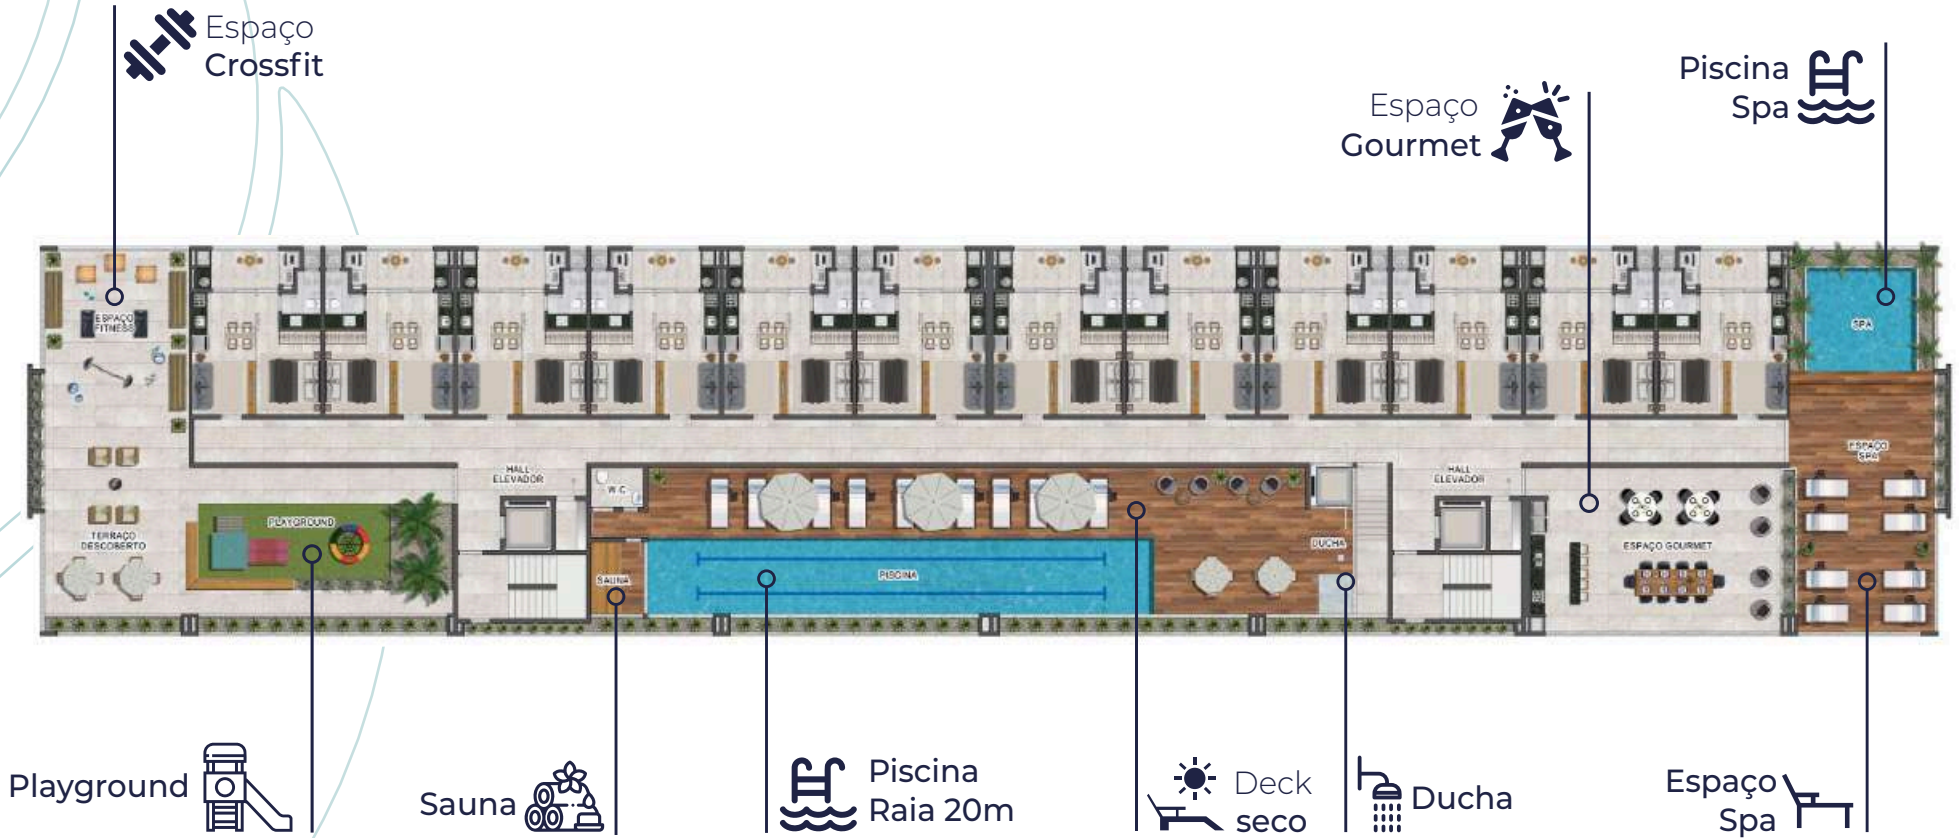 Espaço
Crossfit
Espaço
Gourmet
Piscina
Spa
ESPAÇO
FITNESS
SPA
ESPAÇO
SPA
HALL
ELEVADOR
W.C.
HALL
ELEVADOR
PLAYGROUND
TERRAÇO
DESCOBERTO
SAUNA
PISCINA
DUCHA
ESPAÇO GOURMET
Playground
Sauna
Piscina
Raia 20m
Deck
seco
Ducha
Espaço
Spa